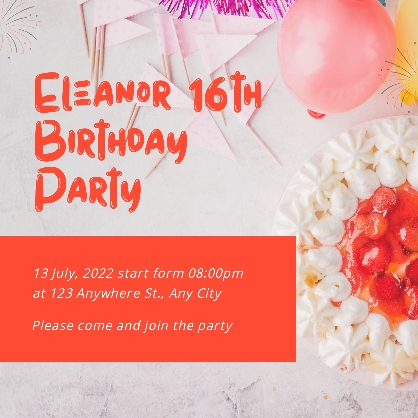 Eleanor 16th
Birthday
Party
13 July, 2022 start form 08:00pm
at 123 Anywhere St., Any City
Please come and join the party